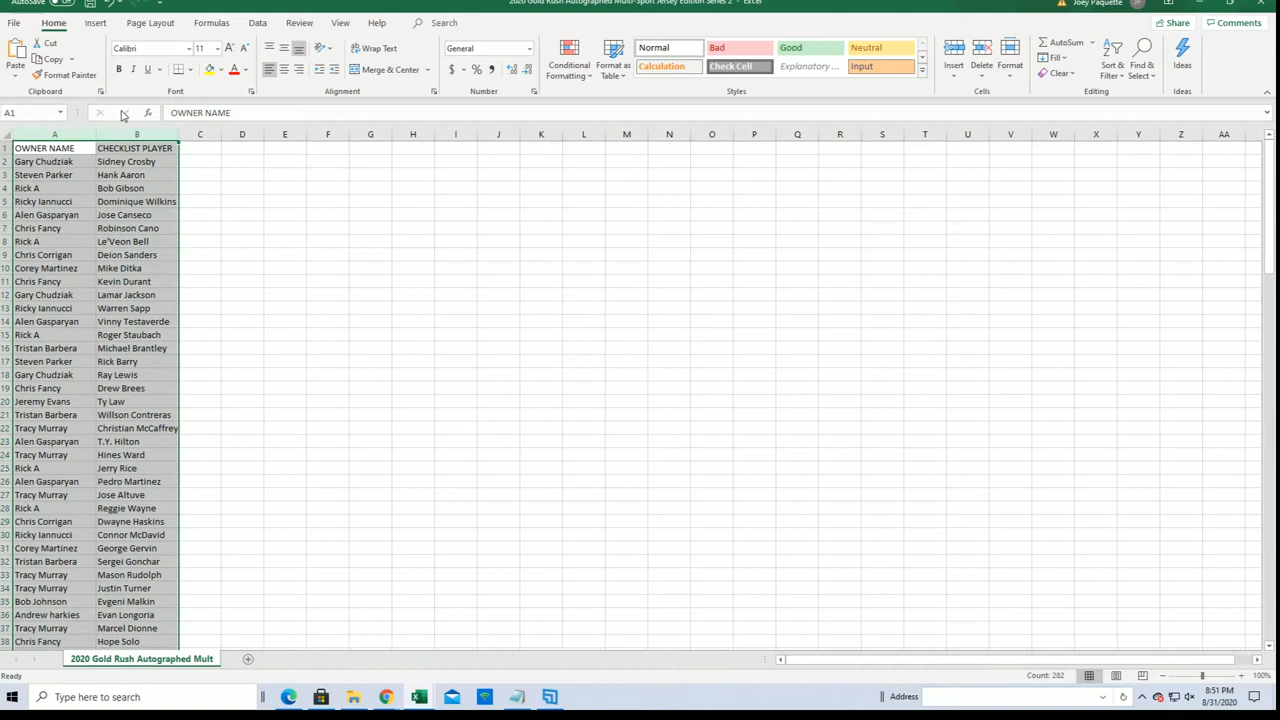 AutoSave Off 2020 Gold Rush Autographed Multi-Sport Jersey Edition Series 2 - Excel Joey Paquette JP
File Home Insert Page Layout Formulas Data Review View Help Search Share Comments
Paste Cut Copy Format Painter Clipboard
Calibri 11 B I U Font
Wrap Text Merge & Center Alignment
General $ % Number
Conditional Formatting Format as Table
Normal Bad Good Neutral
Calculation Check Cell Explanatory ... Input
Styles
Insert Delete Format Cells
AutoSum Fill Clear Sort & Filter Find & Select Editing
Ideas Ideas
A1 fx OWNER NAME
A B C D E F G H I J K L M N O P Q R S T U V W X Y Z AA
1 OWNER NAME CHECKLIST PLAYER
2 Gary Chudziak Sidney Crosby
3 Steven Parker Hank Aaron
4 Rick A Bob Gibson
5 Ricky Iannucci Dominique Wilkins
6 Alen Gasparyan Jose Canseco
7 Chris Fancy Robinson Cano
8 Rick A Le'Veon Bell
9 Chris Corrigan Deion Sanders
10 Corey Martinez Mike Ditka
11 Chris Fancy Kevin Durant
12 Gary Chudziak Lamar Jackson
13 Ricky Iannucci Warren Sapp
14 Alen Gasparyan Vinny Testaverde
15 Rick A Roger Staubach
16 Tristan Barbera Michael Brantley
17 Steven Parker Rick Barry
18 Gary Chudziak Ray Lewis
19 Chris Fancy Drew Brees
20 Jeremy Evans Ty Law
21 Tristan Barbera Willson Contreras
22 Tracy Murray Christian McCaffrey
23 Alen Gasparyan T.Y. Hilton
24 Tracy Murray Hines Ward
25 Rick A Jerry Rice
26 Alen Gasparyan Pedro Martinez
27 Tracy Murray Jose Altuve
28 Rick A Reggie Wayne
29 Chris Corrigan Dwayne Haskins
30 Ricky Iannucci Connor McDavid
31 Corey Martinez George Gervin
32 Tristan Barbera Sergei Gonchar
33 Tracy Murray Mason Rudolph
34 Tracy Murray Justin Turner
35 Bob Johnson Evgeni Malkin
36 Andrew harkies Evan Longoria
37 Tracy Murray Marcel Dionne
38 Chris Fancy Hope Solo
2020 Gold Rush Autographed Mult
Ready Count: 282 100%
Type here to search Address 8:51 PM
8/31/2020